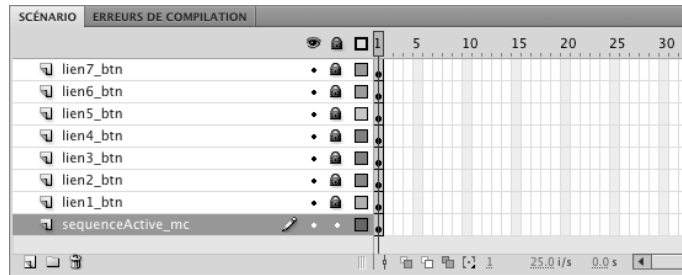 SCÉNARIO ERREURS DE COMPILATION
1 5 10 15 20 25 30
lien7_btn
lien6_btn
lien5_btn
lien4_btn
lien3_btn
lien2_btn
lien1_btn
sequenceActive_mc
1 25.0 i/s 0.0 s